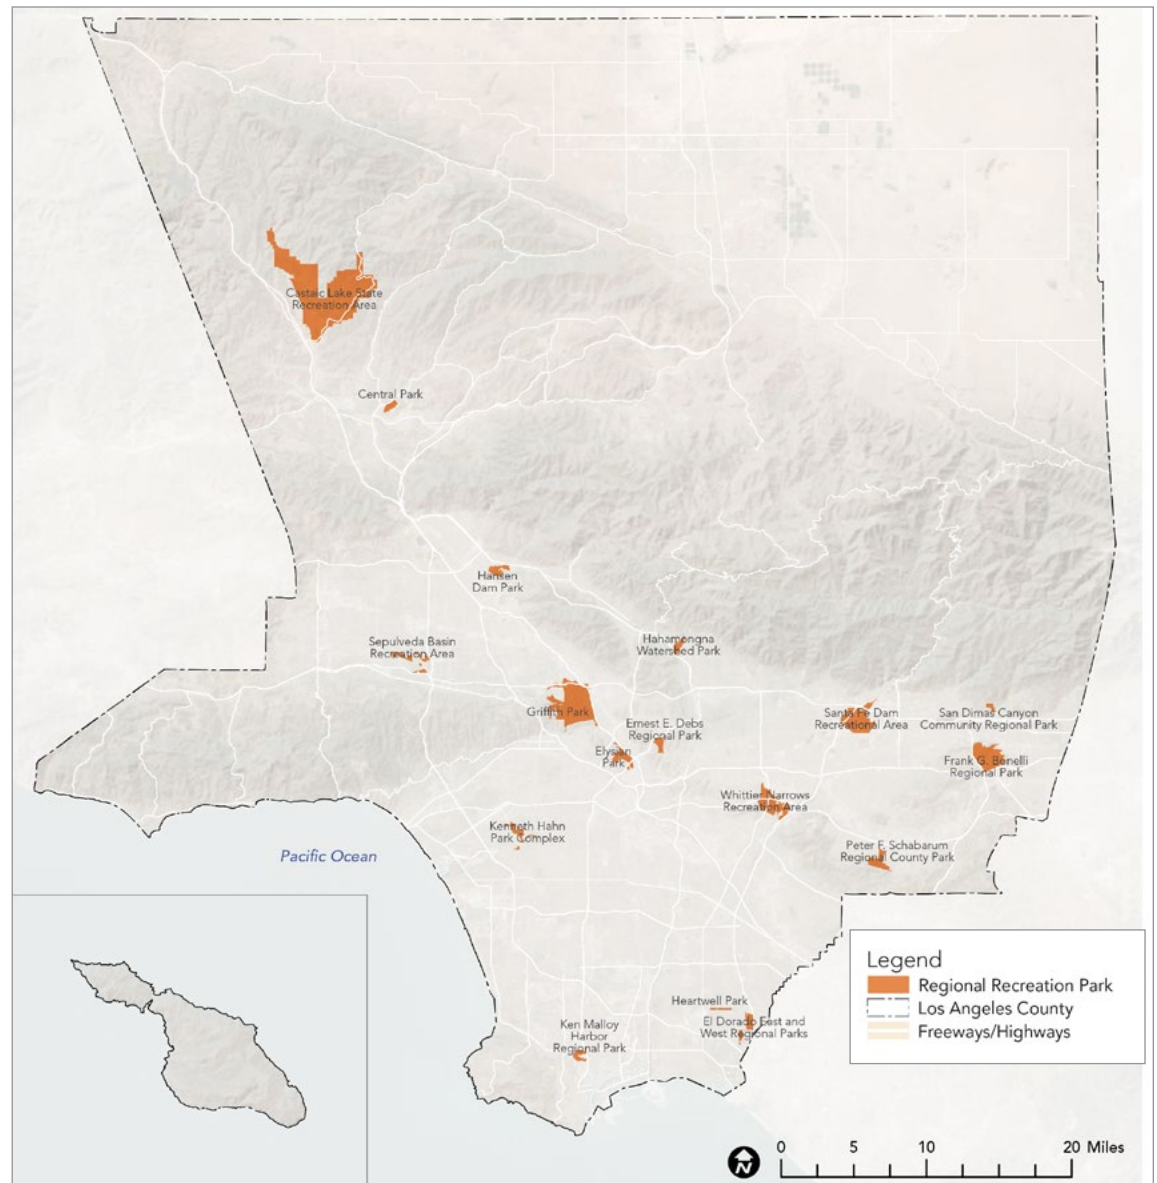 Castaic Lake State
Recreation Area
Central Park
Hansen
Dam Park
Sepulveda Basin
Recreation Area
Hahamongna
Watershed Park
Griffith Park
Ernest E. Debs
Regional Park
Elysian
Park
Santa Fe Dam
Recreational Area
San Dimas Canyon
Community Regional Park
Frank G. Bonelli
Regional Park
Whittier Narrows
Recreation Area
Kenneth Hahn
Park Complex
Peter F. Schabarum
Regional County Park
Pacific Ocean
Heartwell Park
El Dorado East and
West Regional Parks
Ken Malloy
Harbor
Regional Park
Legend
Regional Recreation Park
Los Angeles County
Freeways/Highways
N
0 5 10 20 Miles